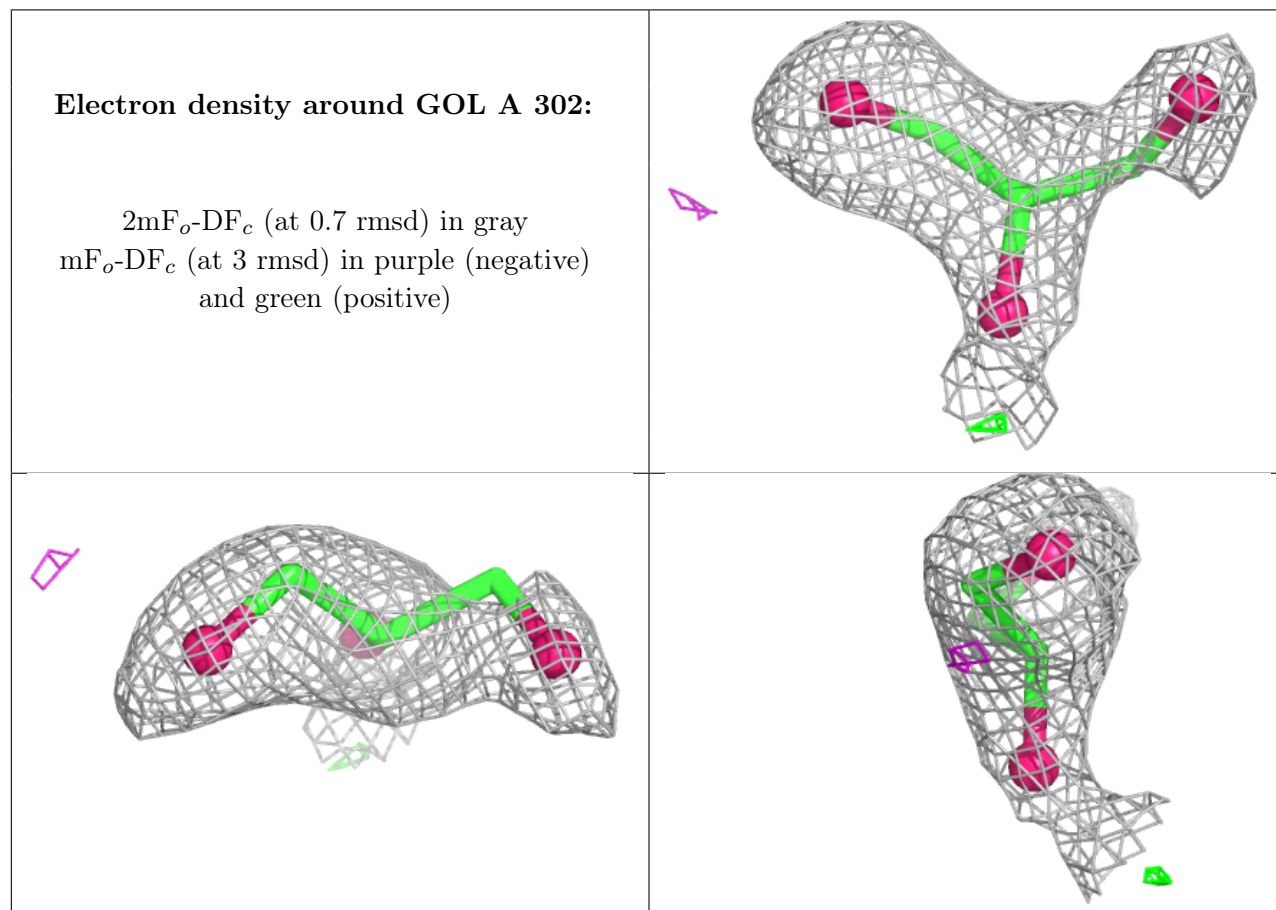 Electron density around GOL A 302:
2mFo-DFc (at 0.7 rmsd) in gray
mFo-DFc (at 3 rmsd) in purple (negative)
and green (positive)